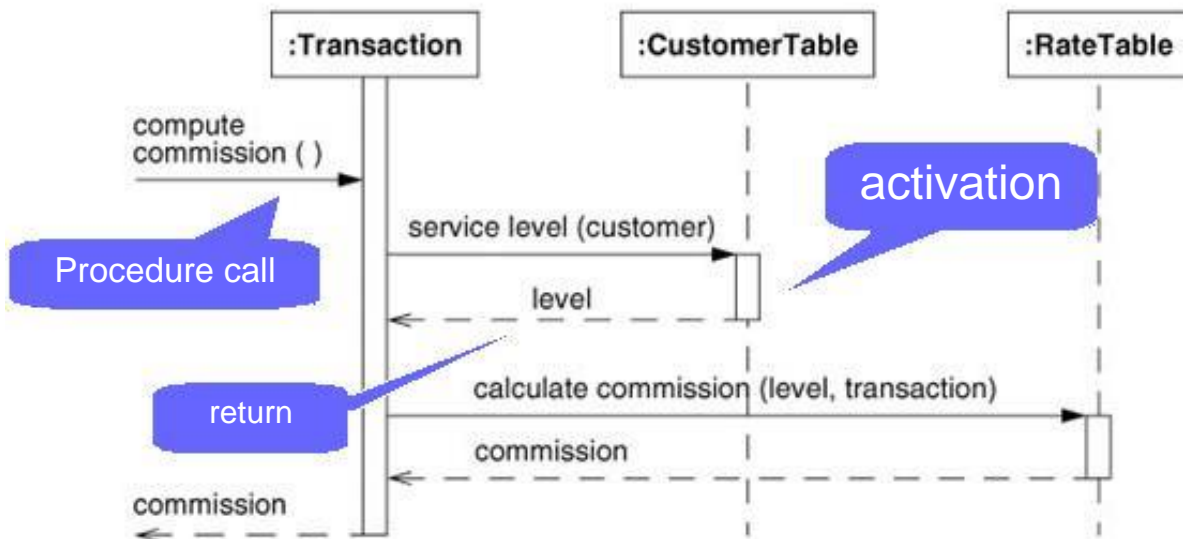 :Transaction
:CustomerTable
:RateTable
compute
commission ( )
activation
service level (customer)
Procedure call
level
calculate commission (level, transaction)
return
commission
commission